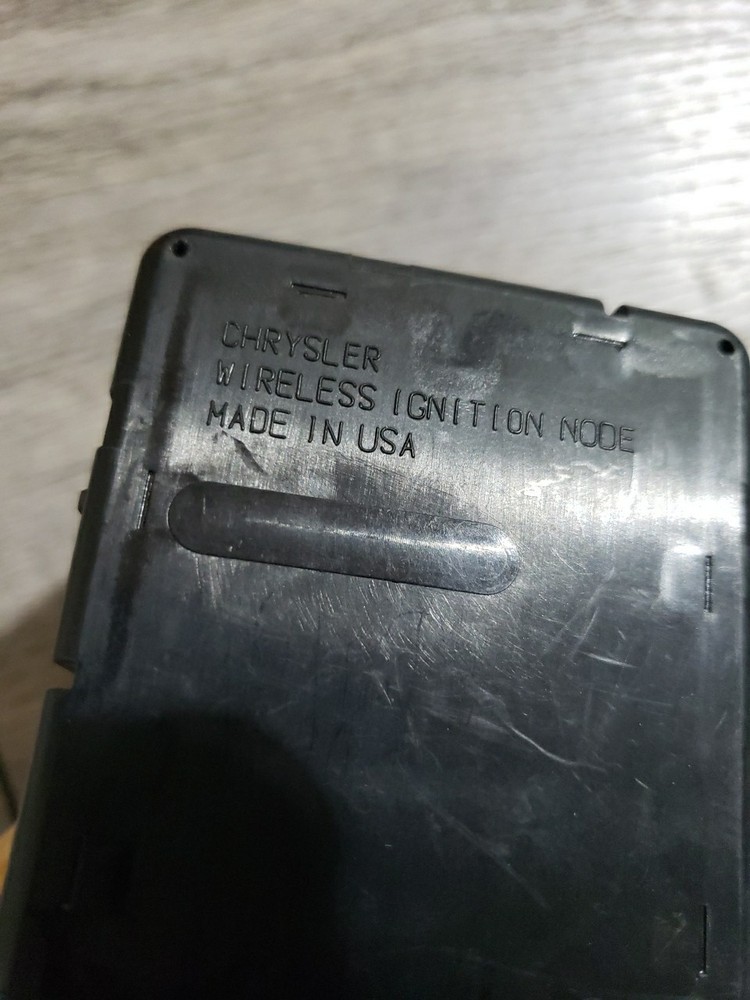 CHRYSLER
WIRELESS IGNITION NODE
MADE IN USA